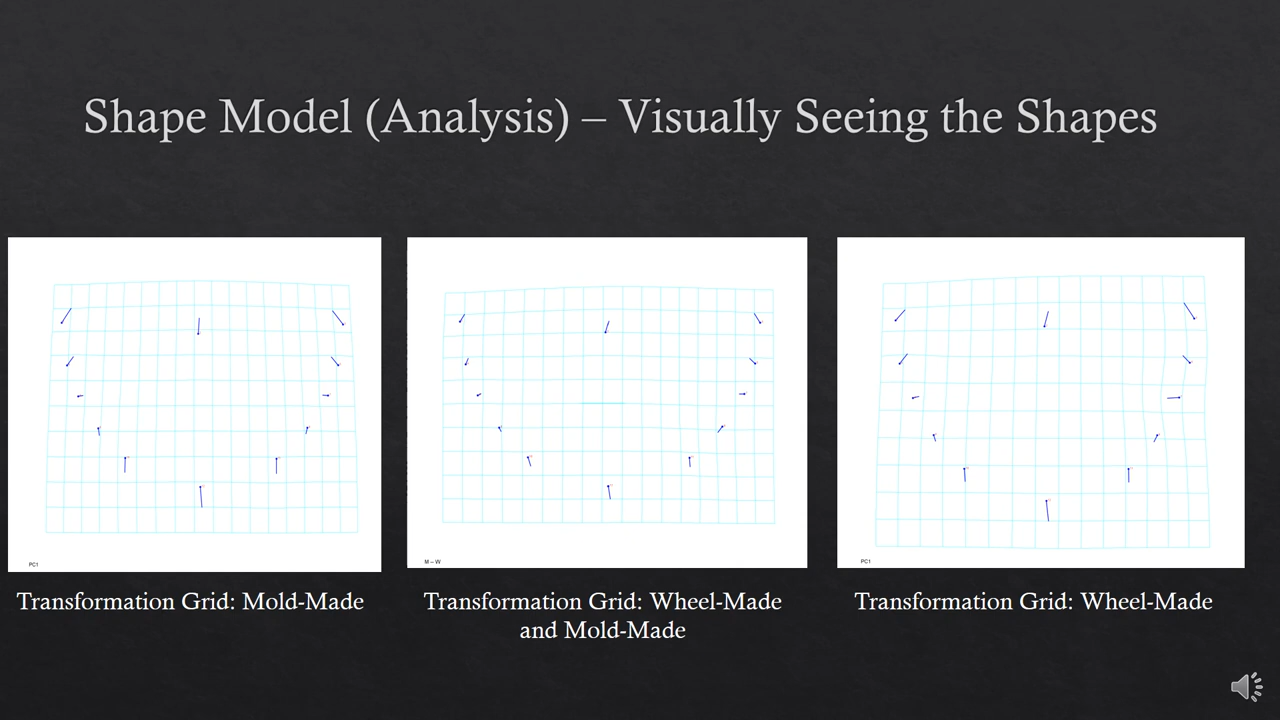 Shape Model (Analysis) – Visually Seeing the Shapes
PC1
M – W
PC1
Transformation Grid: Mold-Made
Transformation Grid: Wheel-Made
and Mold-Made
Transformation Grid: Wheel-Made